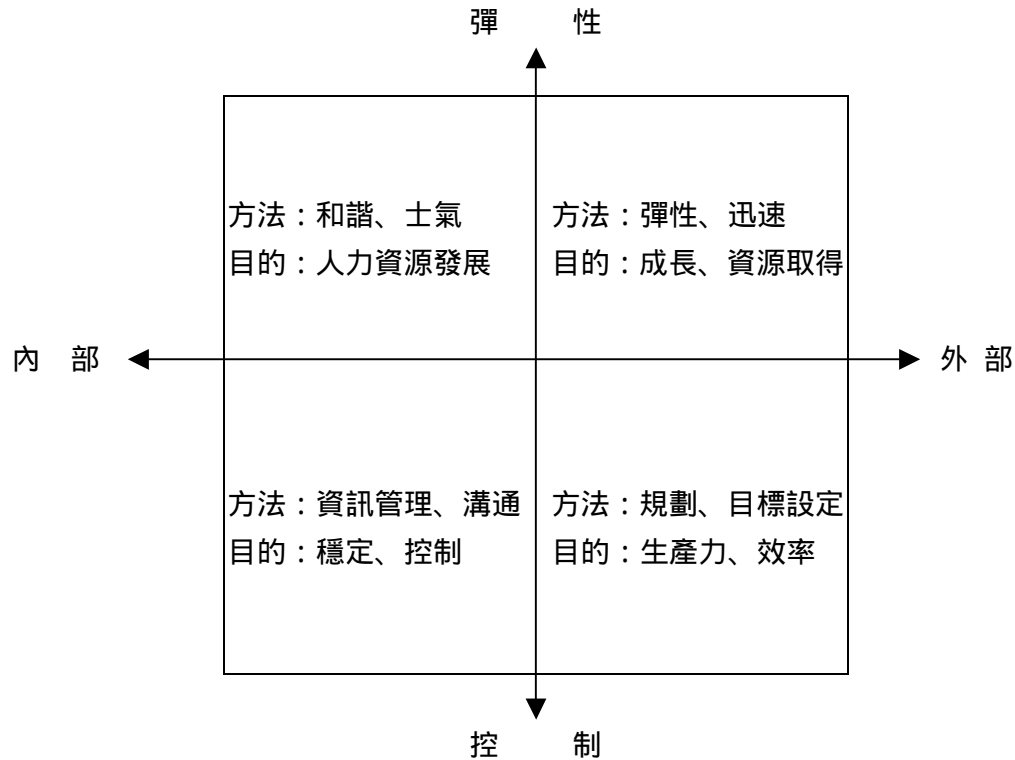 彈 性
方法：和諧、士氣
目的：人力資源發展
方法：彈性、迅速
目的：成長、資源取得
內 部
外 部
方法：資訊管理、溝通
目的：穩定、控制
方法：規劃、目標設定
目的：生產力、效率
控 制